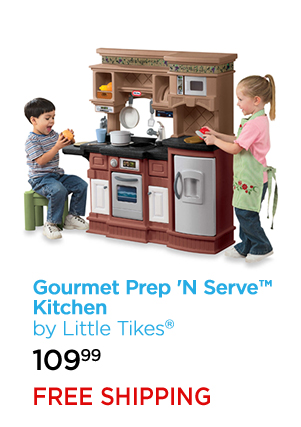 Gourmet Prep 'N Serve™
Kitchen
by Little Tikes®
109⁹⁹
FREE SHIPPING